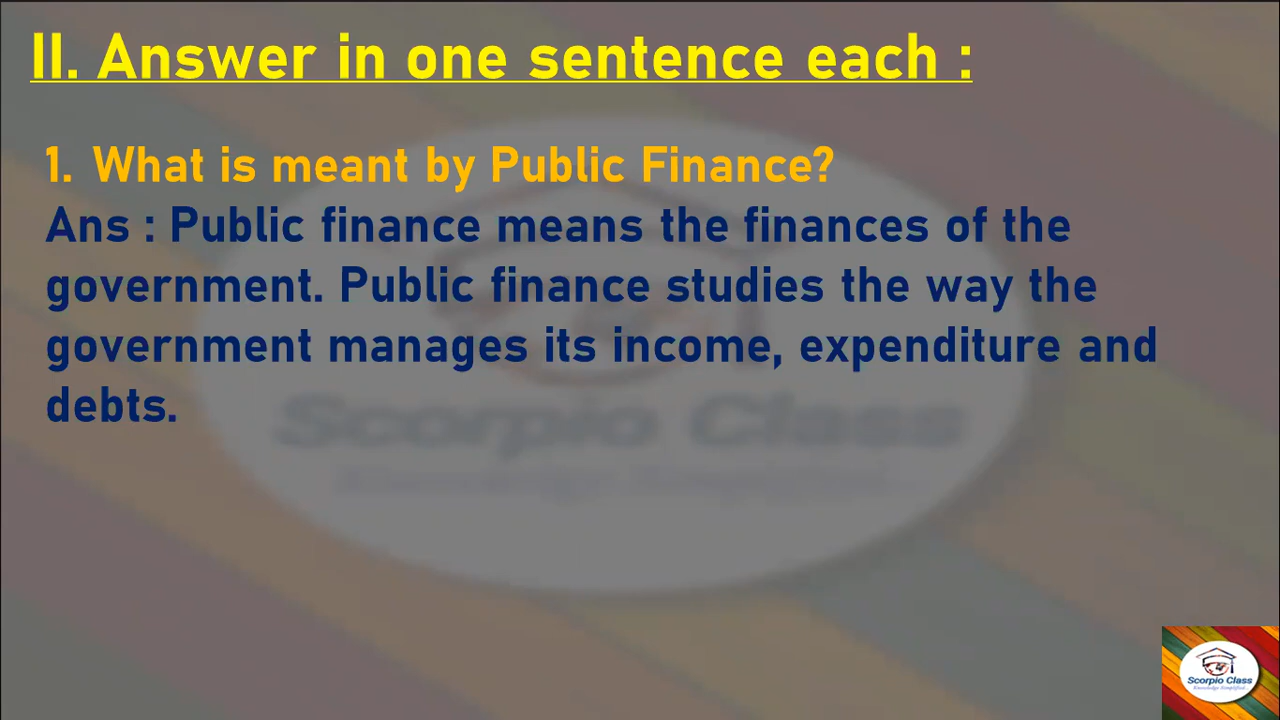 II. Answer in one sentence each :
1. What is meant by Public Finance?
Ans : Public finance means the finances of the
government. Public finance studies the way the
government manages its income, expenditure and
debts.
Scorpio Class
Scorpio Class
Knowledge Simplified...